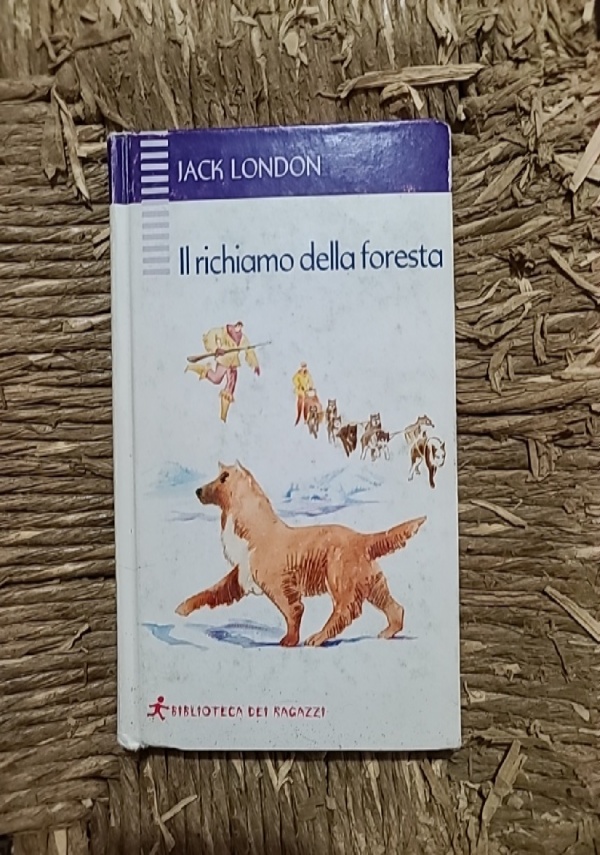 JACK LONDON
Il richiamo della foresta
BIBLIOTECA DEI RAGAZZI